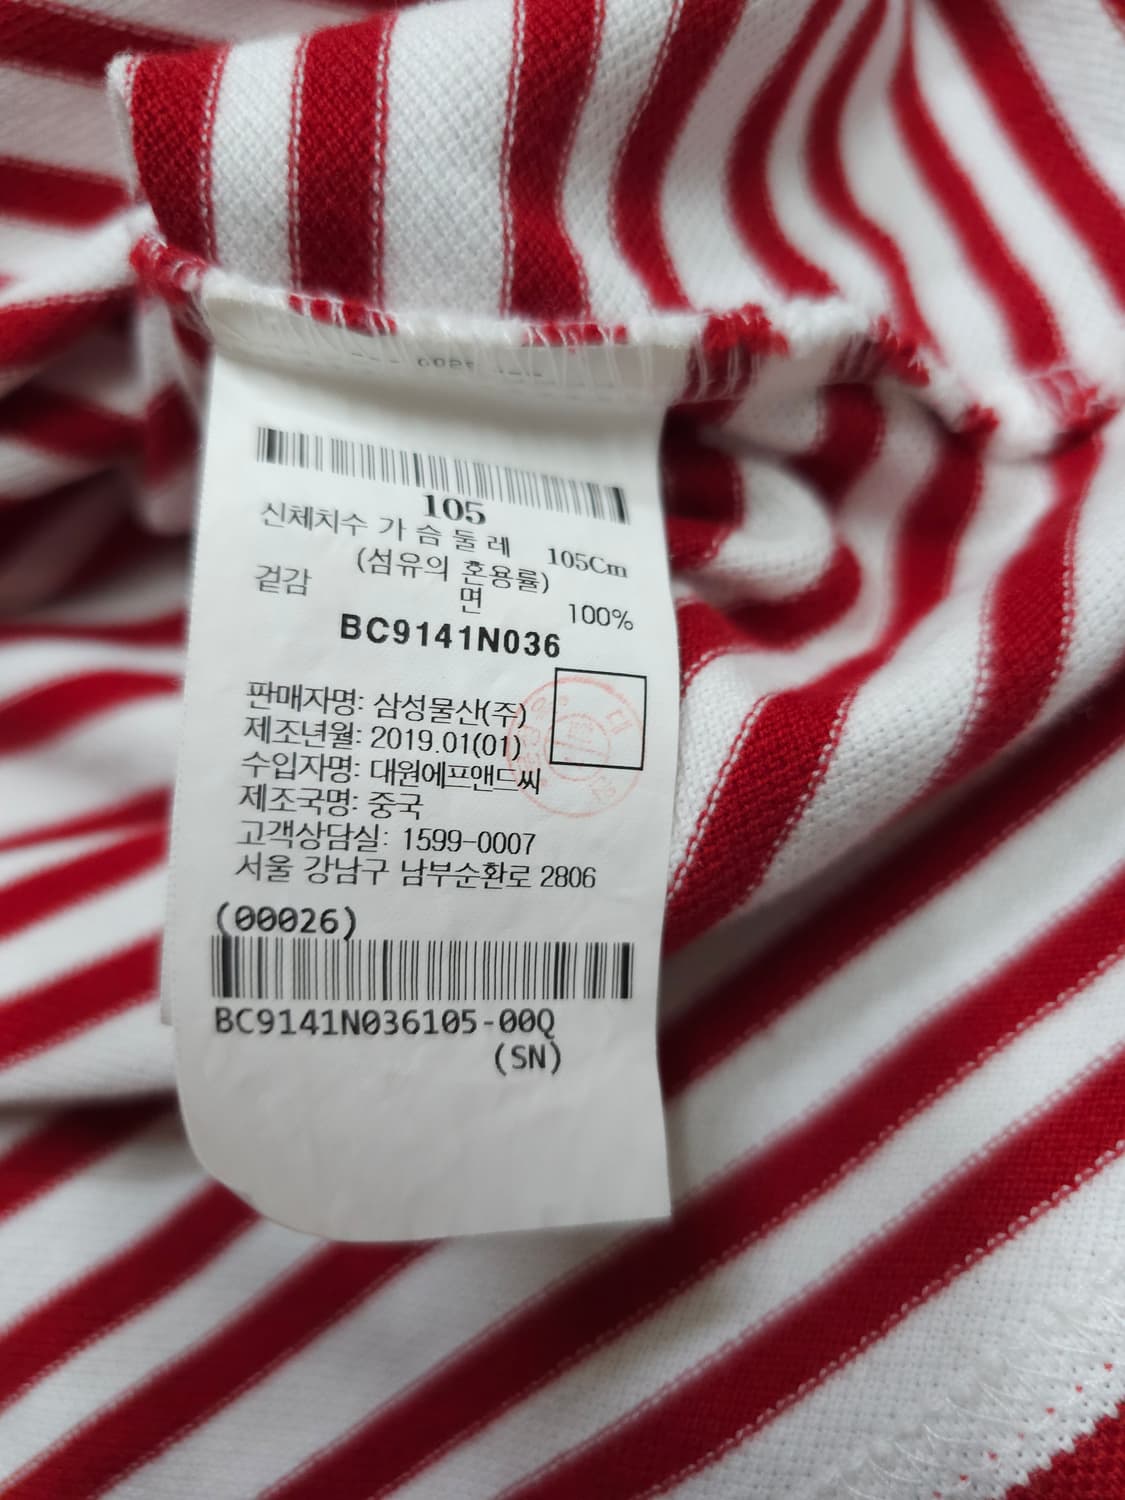 105
신체치수 가 슴 둘 레 105Cm
(섬유의 혼용률)
겉감 면 100%
BC9141N036
판매자명: 삼성물산(주)
제조년월: 2019.01(01)
수입자명: 대원에프앤드씨
제조국명: 중국
고객상담실: 1599-0007
서울 강남구 남부순환로 2806
(00026)
BC9141N036105-00Q
(SN)